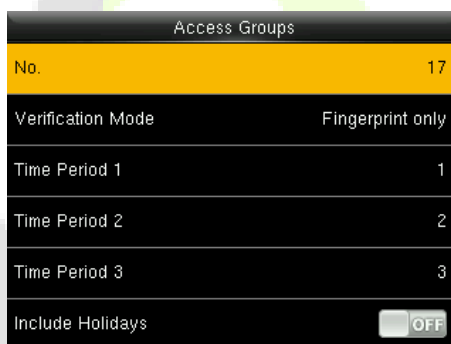 Access Groups
No. 17
Verification Mode Fingerprint only
Time Period 1 1
Time Period 2 2
Time Period 3 3
Include Holidays OFF